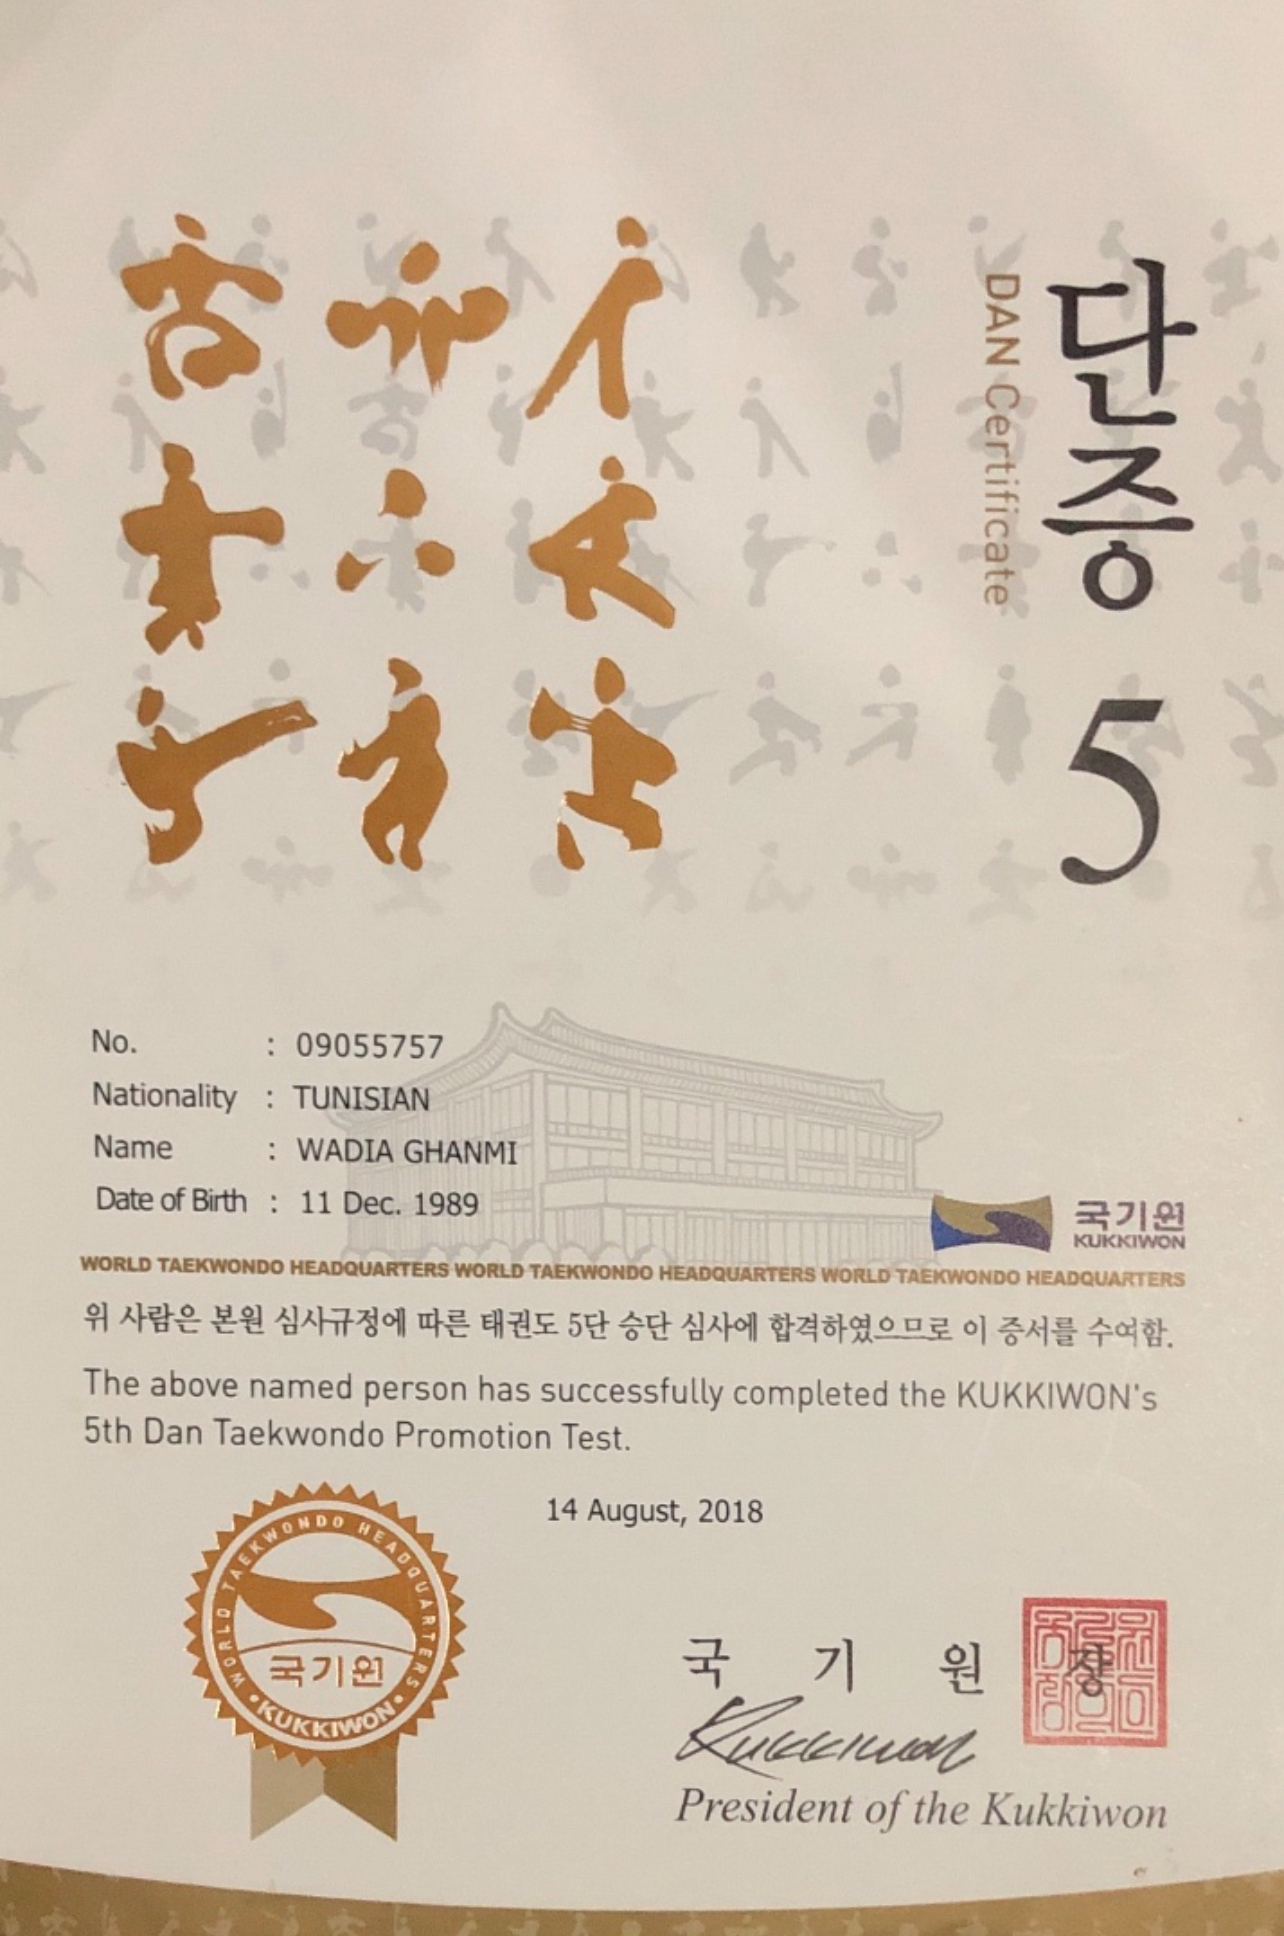 단증 5
DAN Certificate
No. : 09055757
Nationality : TUNISIAN
Name : WADIA GHANMI
Date of Birth : 11 Dec. 1989
국기원
KUKKIWON
WORLD TAEKWONDO HEADQUARTERS WORLD TAEKWONDO HEADQUARTERS WORLD TAEKWONDO HEADQUARTERS
위 사람은 본원 심사규정에 따른 태권도 5단 승단 심사에 합격하였으므로 이 증서를 수여함.
The above named person has successfully completed the KUKKIWON's
5th Dan Taekwondo Promotion Test.
14 August, 2018
WORLD TAEKWONDO HEADQUARTERS
국기원
•KUKKIWON•
국 기 원 장
Kukkiwon
President of the Kukkiwon